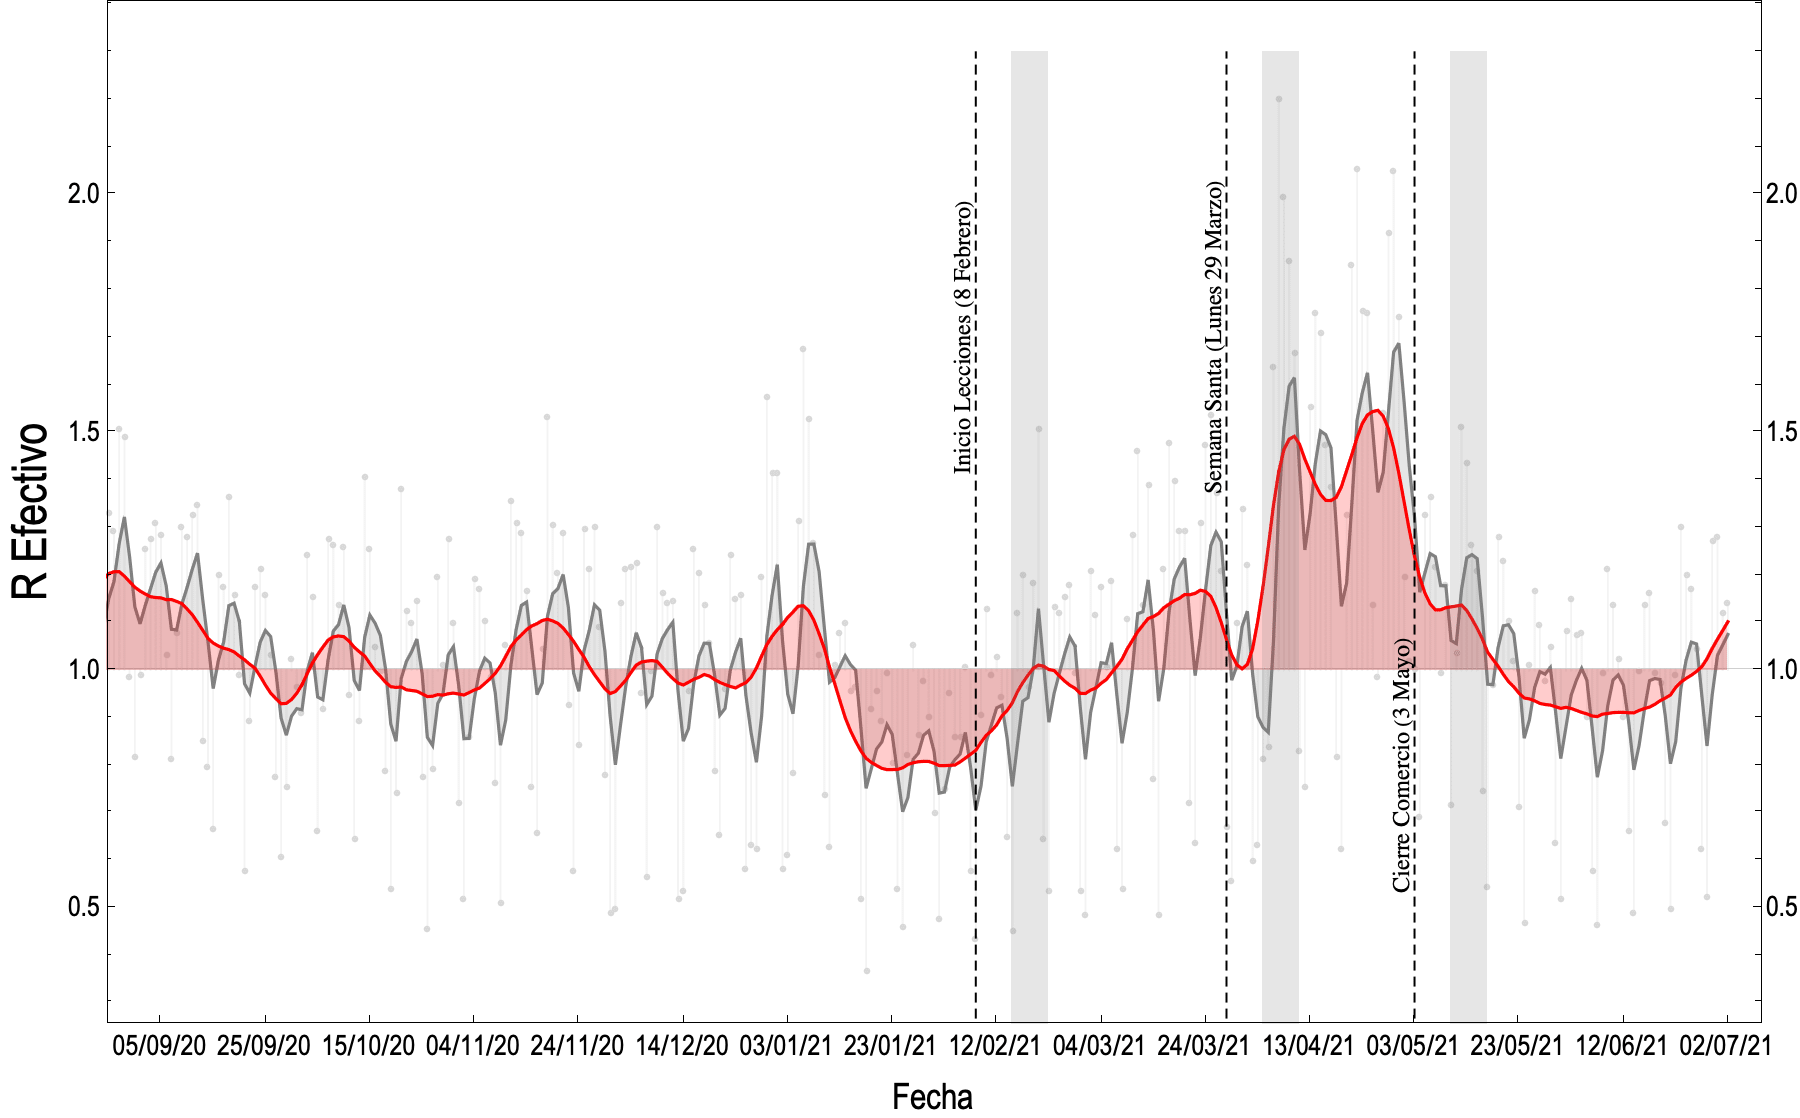 R Efectivo
2.0
1.5
1.0
0.5
Inicio Lecciones (8 Febrero)
Semana Santa (Lunes 29 Marzo)
Cierre Comercio (3 Mayo)
2.0
1.5
1.0
0.5
05/09/20 25/09/20 15/10/20 04/11/20 24/11/20 14/12/20 03/01/21 23/01/21 12/02/21 04/03/21 24/03/21 13/04/21 03/05/21 23/05/21 12/06/21 02/07/21
Fecha